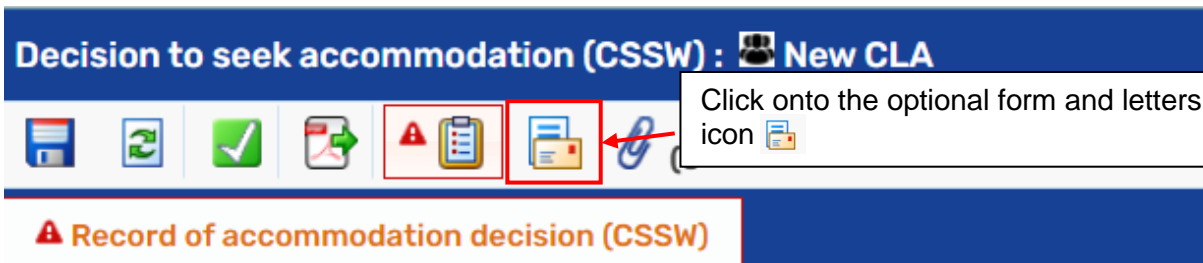 Decision to seek accommodation (CSSW) : New CLA
Click onto the optional form and letters
icon
Record of accommodation decision (CSSW)